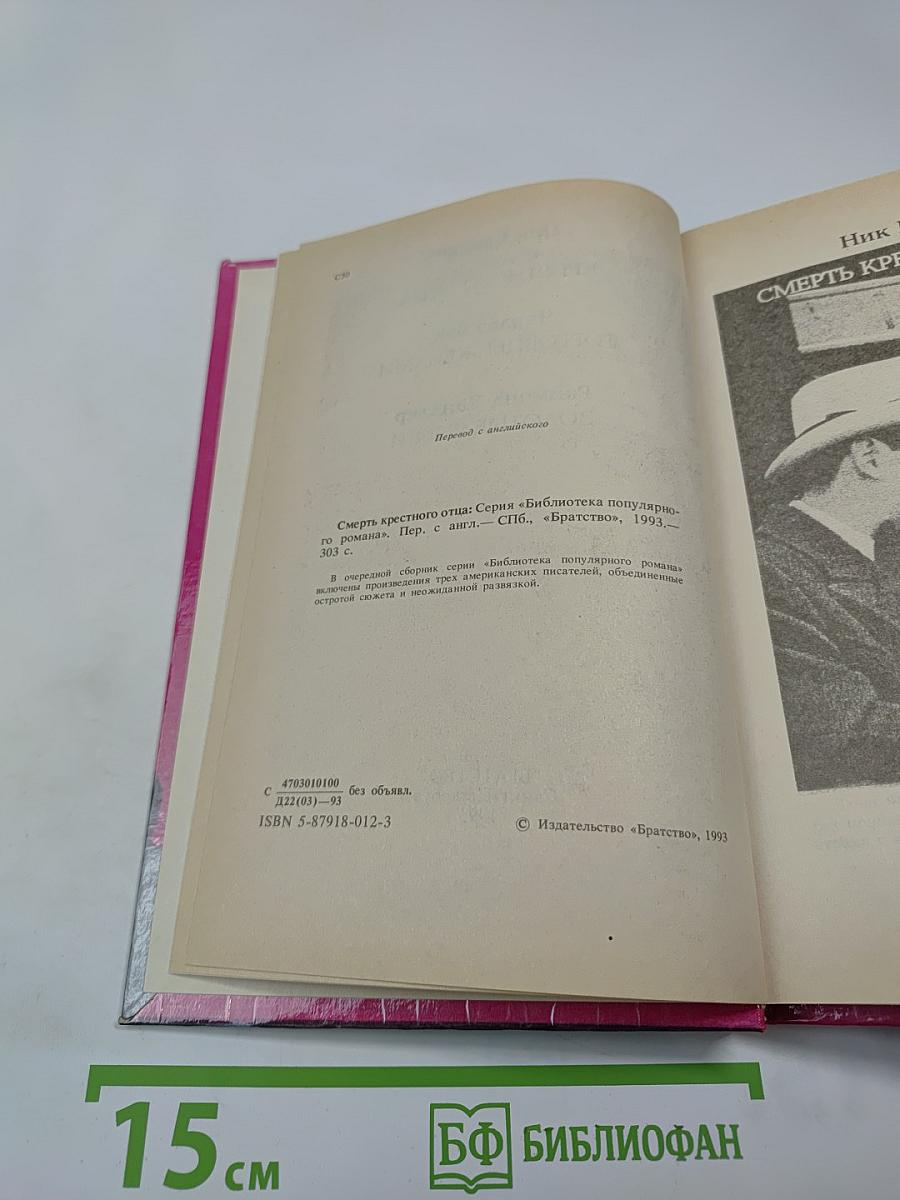 С50
Перевод с английского
Смерть крестного отца: Серия «Библиотека популярно-
го романа». Пер. с англ.— СПб., «Братство», 1993.—
303 с.
В очередной сборник серии «Библиотека популярного романа»
включены произведения трех американских писателей, объединенные
остротой сюжета и неожиданной развязкой.
С 4703010100 без объявл.
Д22(03)—93
ISBN 5-87918-012-3
© Издательство «Братство», 1993
Ник
СМЕРТЬ КРЕ
15 см
БФ БИБЛИОФАН